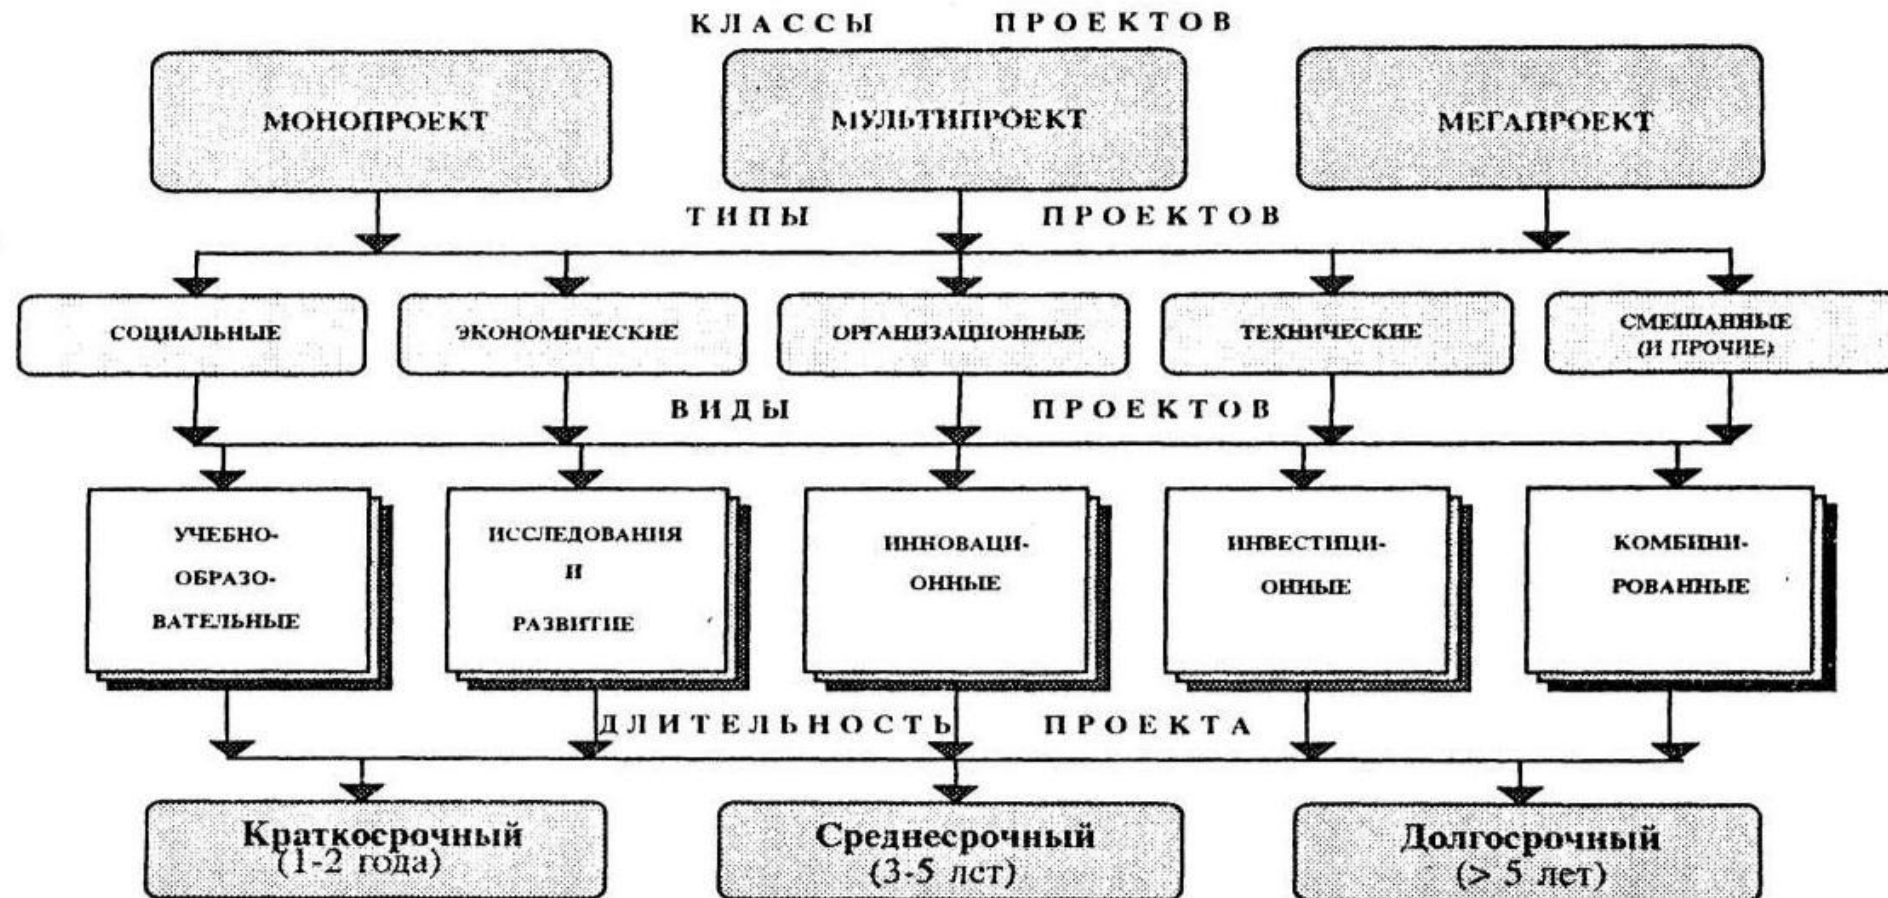 КЛАССЫ ПРОЕКТОВ
МОНОПРОЕКТ
МУЛЬТИПРОЕКТ
МЕГАПРОЕКТ
ТИПЫ ПРОЕКТОВ
СОЦИАЛЬНЫЕ
ЭКОНОМИЧЕСКИЕ
ОРГАНИЗАЦИОННЫЕ
ТЕХНИЧЕСКИЕ
СМЕШАННЫЕ
(И ПРОЧИЕ)
ВИДЫ ПРОЕКТОВ
УЧЕБНО-
ОБРАЗО-
ВАТЕЛЬНЫЕ
ИССЛЕДОВАНИЯ
И
РАЗВИТИЕ
ИННОВАЦИ-
ОННЫЕ
ИНВЕСТИЦИ-
ОННЫЕ
КОМБИНИ-
РОВАННЫЕ
ДЛИТЕЛЬНОСТЬ ПРОЕКТА
Краткосрочный
(1-2 года)
Среднесрочный
(3-5 лет)
Долгосрочный
(> 5 лет)